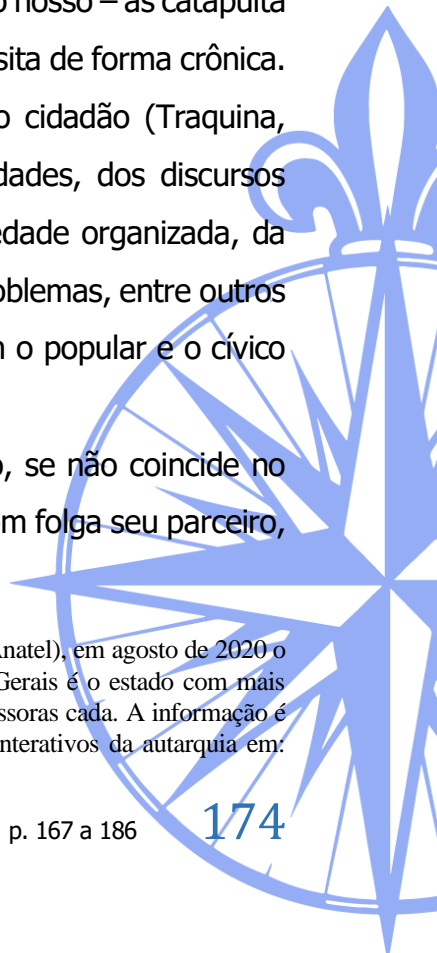 o nosso – as catapulta
sita de forma crônica.
o cidadão (Traquina,
dades, dos discursos
edade organizada, da
oblemas, entre outros
o popular e o cívico
, se não coincide no
m folga seu parceiro,
natel), em agosto de 2020 o
Gerais é o estado com mais
ssoras cada. A informação é
nterativos da autarquia em:
p. 167 a 186 174